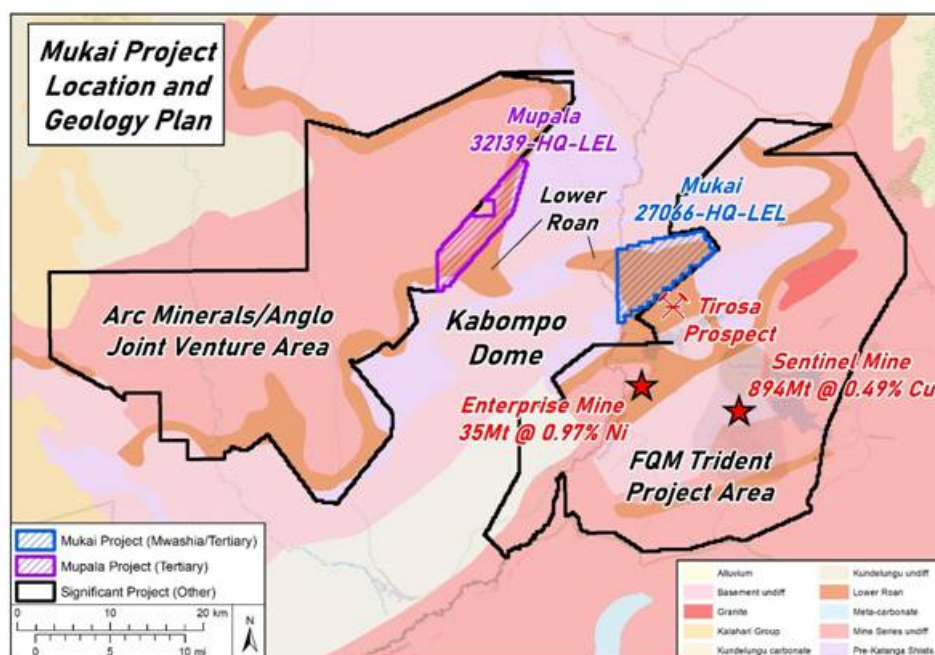 Mukai Project
Location and
Geology Plan
Mupala
32139-HQ-LEL
Lower
Roan
Mukai
27066-HQ-LEL
Arc Minerals/Anglo
Joint Venture Area
Kabompo
Dome
Tirosa
Prospect
Sentinel Mine
894Mt @ 0.49% Cu
Enterprise Mine
35Mt @ 0.97% Ni
FQM Trident
Project Area
Mukai Project (Mwashia/Tertiary)
Mupala Project (Tertiary)
Significant Project (Other)
0 10 20 km
0 5 10 mi
N
Alluvium
Basement undiff
Granite
Kalahari Group
Kundelungu carbonate
Kundelungu undiff
Lower Roan
Meta-carbonate
Mine Series undiff
Pre-Katanga Shists